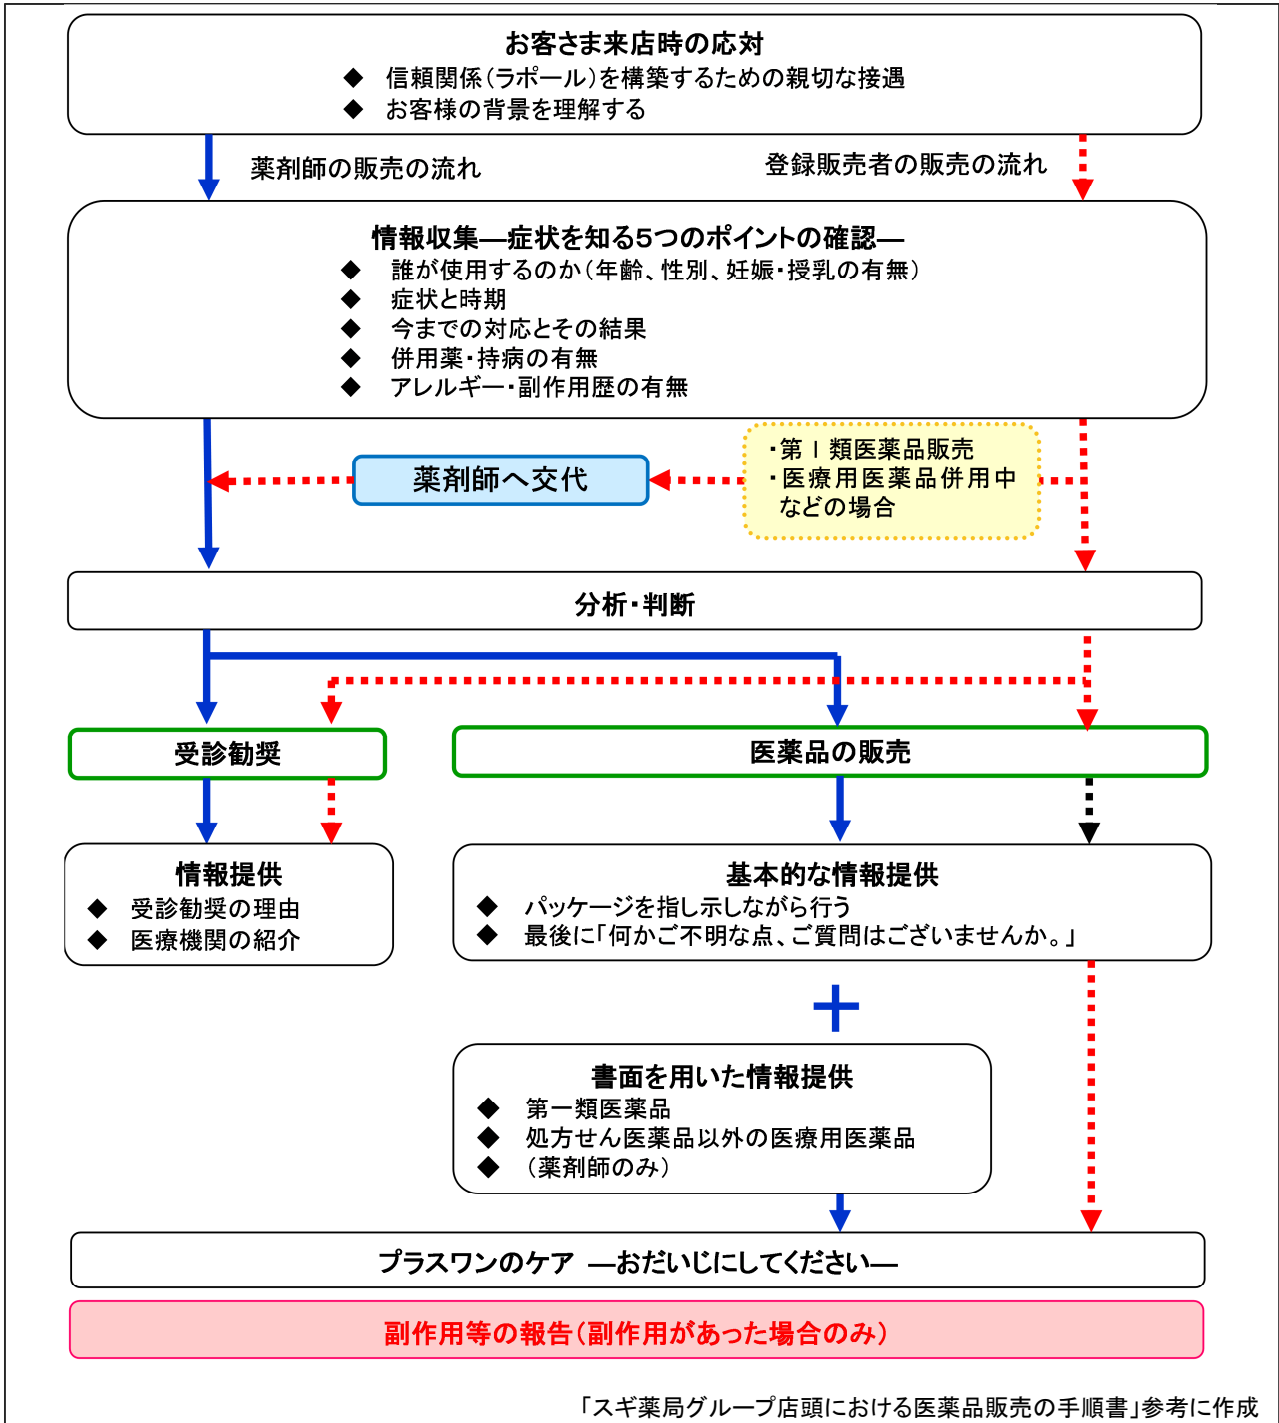 お客さま来店時の応対
◆ 信頼関係(ラポール)を構築するための親切な接遇
◆ お客様の背景を理解する
薬剤師の販売の流れ
登録販売者の販売の流れ
情報収集―症状を知る5つのポイントの確認―
◆ 誰が使用するのか(年齢、性別、妊娠・授乳の有無)
◆ 症状と時期
◆ 今までの対応とその結果
◆ 併用薬・持病の有無
◆ アレルギー・副作用歴の有無
薬剤師へ交代
・第Ⅰ類医薬品販売
・医療用医薬品併用中
などの場合
分析・判断
受診勧奨
医薬品の販売
情報提供
◆ 受診勧奨の理由
◆ 医療機関の紹介
基本的な情報提供
◆ パッケージを指し示しながら行う
◆ 最後に「何かご不明な点、ご質問はございませんか。」
+
書面を用いた情報提供
◆ 第一類医薬品
◆ 処方せん医薬品以外の医療用医薬品
◆ (薬剤師のみ)
プラスワンのケア ―おだいじにしてください―
副作用等の報告(副作用があった場合のみ)
「スギ薬局グループ店頭における医薬品販売の手順書」参考に作成